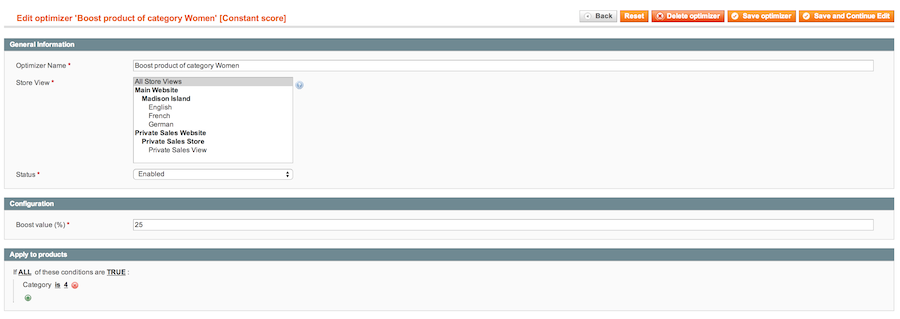 Edit optimizer 'Boost product of category Women' [Constant score]
Back Reset Delete optimizer Save optimizer Save and Continue Edit
General Information
Optimizer Name * Boost product of category Women
Store View * All Store Views
Main Website
Madison Island
English
French
German
Private Sales Website
Private Sales Store
Private Sales View
Status * Enabled
Configuration
Boost value (%) * 25
Apply to products
If ALL of these conditions are TRUE :
Category is 4